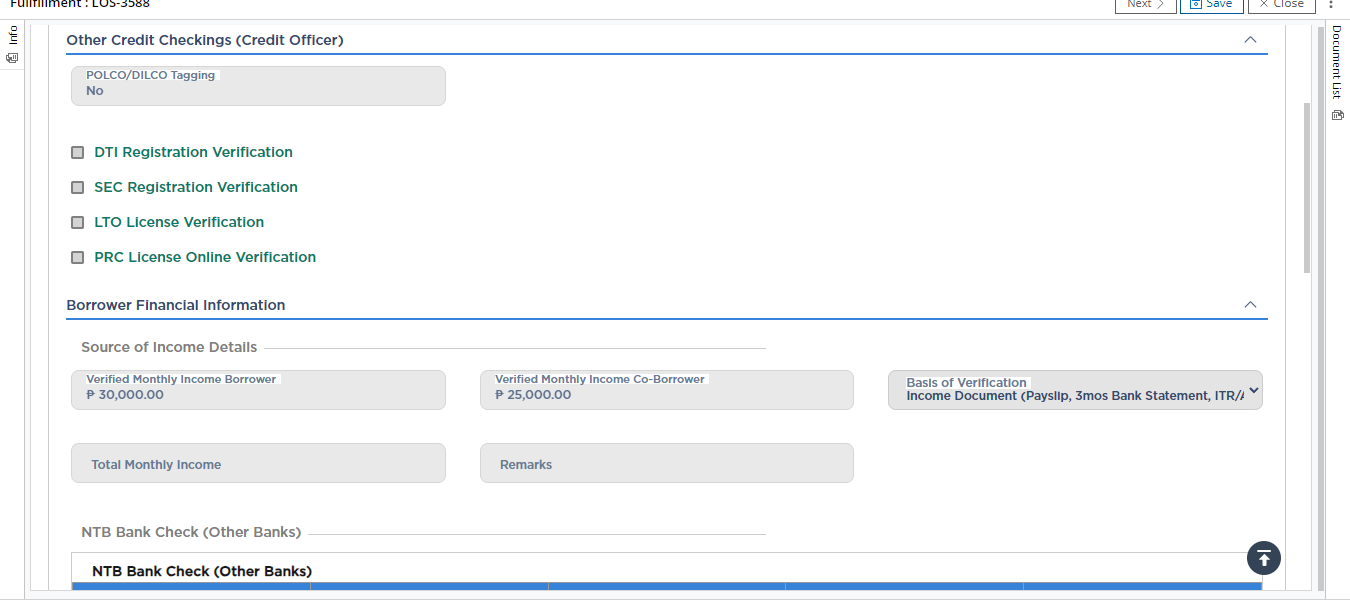 Fulfillment : LOS-3588
Next
Save
Close
Info
Document List
Other Credit Checkings (Credit Officer)
POLCO/DILCO Tagging
No
DTI Registration Verification
SEC Registration Verification
LTO License Verification
PRC License Online Verification
Borrower Financial Information
Source of Income Details
Verified Monthly Income Borrower
₱ 30,000.00
Verified Monthly Income Co-Borrower
₱ 25,000.00
Basis of Verification
Income Document (Payslip, 3mos Bank Statement, ITR/
Total Monthly Income
Remarks
NTB Bank Check (Other Banks)
NTB Bank Check (Other Banks)